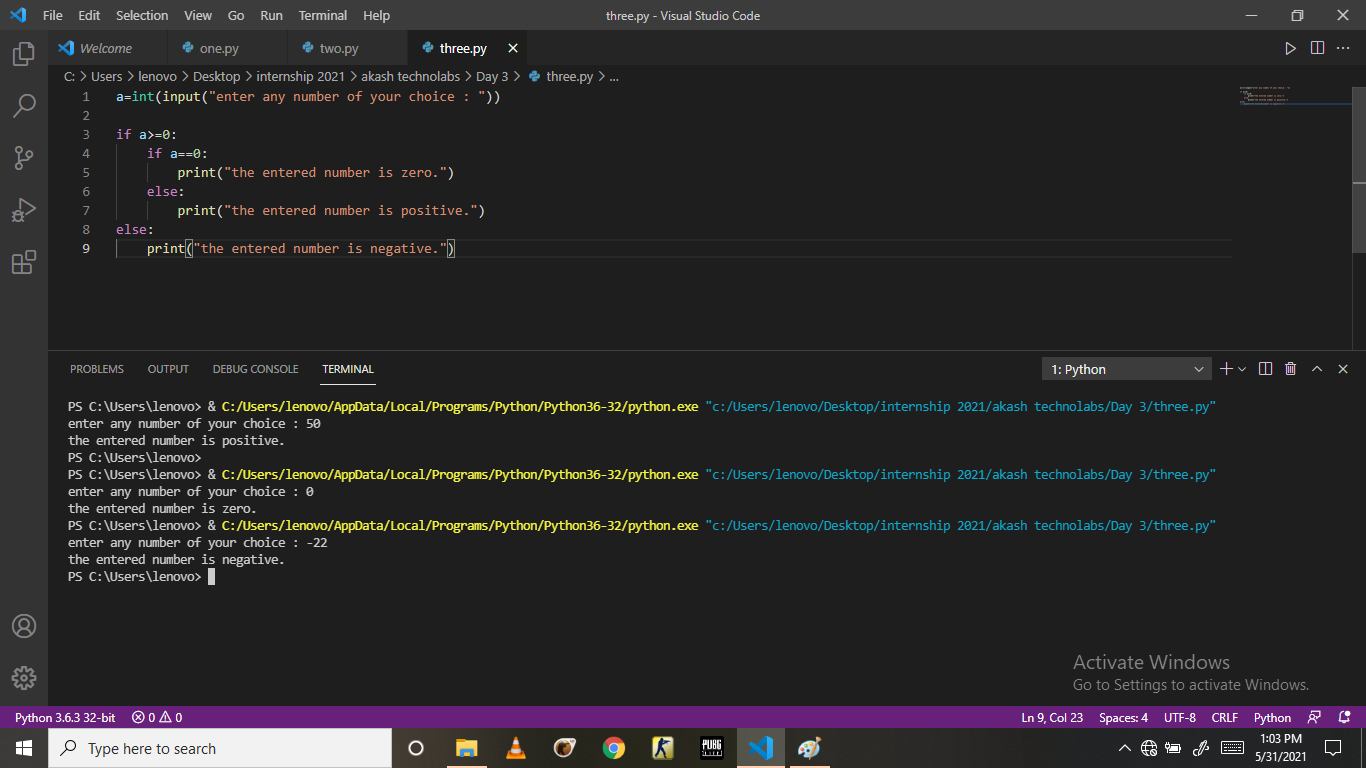 File Edit Selection View Go Run Terminal Help three.py - Visual Studio Code
Welcome one.py two.py three.py
C: > Users > lenovo > Desktop > internship 2021 > akash technolabs > Day 3 > three.py > ...
1 a=int(input("enter any number of your choice : "))
2
3 if a>=0:
4 if a==0:
5 print("the entered number is zero.")
6 else:
7 print("the entered number is positive.")
8 else:
9 print("the entered number is negative.")
PROBLEMS OUTPUT DEBUG CONSOLE TERMINAL 1: Python
PS C:\Users\lenovo> & C:/Users/lenovo/AppData/Local/Programs/Python/Python36-32/python.exe "c:/Users/lenovo/Desktop/internship 2021/akash technolabs/Day 3/three.py"
enter any number of your choice : 50
the entered number is positive.
PS C:\Users\lenovo>
PS C:\Users\lenovo> & C:/Users/lenovo/AppData/Local/Programs/Python/Python36-32/python.exe "c:/Users/lenovo/Desktop/internship 2021/akash technolabs/Day 3/three.py"
enter any number of your choice : 0
the entered number is zero.
PS C:\Users\lenovo> & C:/Users/lenovo/AppData/Local/Programs/Python/Python36-32/python.exe "c:/Users/lenovo/Desktop/internship 2021/akash technolabs/Day 3/three.py"
enter any number of your choice : -22
the entered number is negative.
PS C:\Users\lenovo>
Activate Windows
Go to Settings to activate Windows.
Python 3.6.3 32-bit 0 0 Ln 9, Col 23 Spaces: 4 UTF-8 CRLF Python
Type here to search PUBG 1:03 PM
5/31/2021